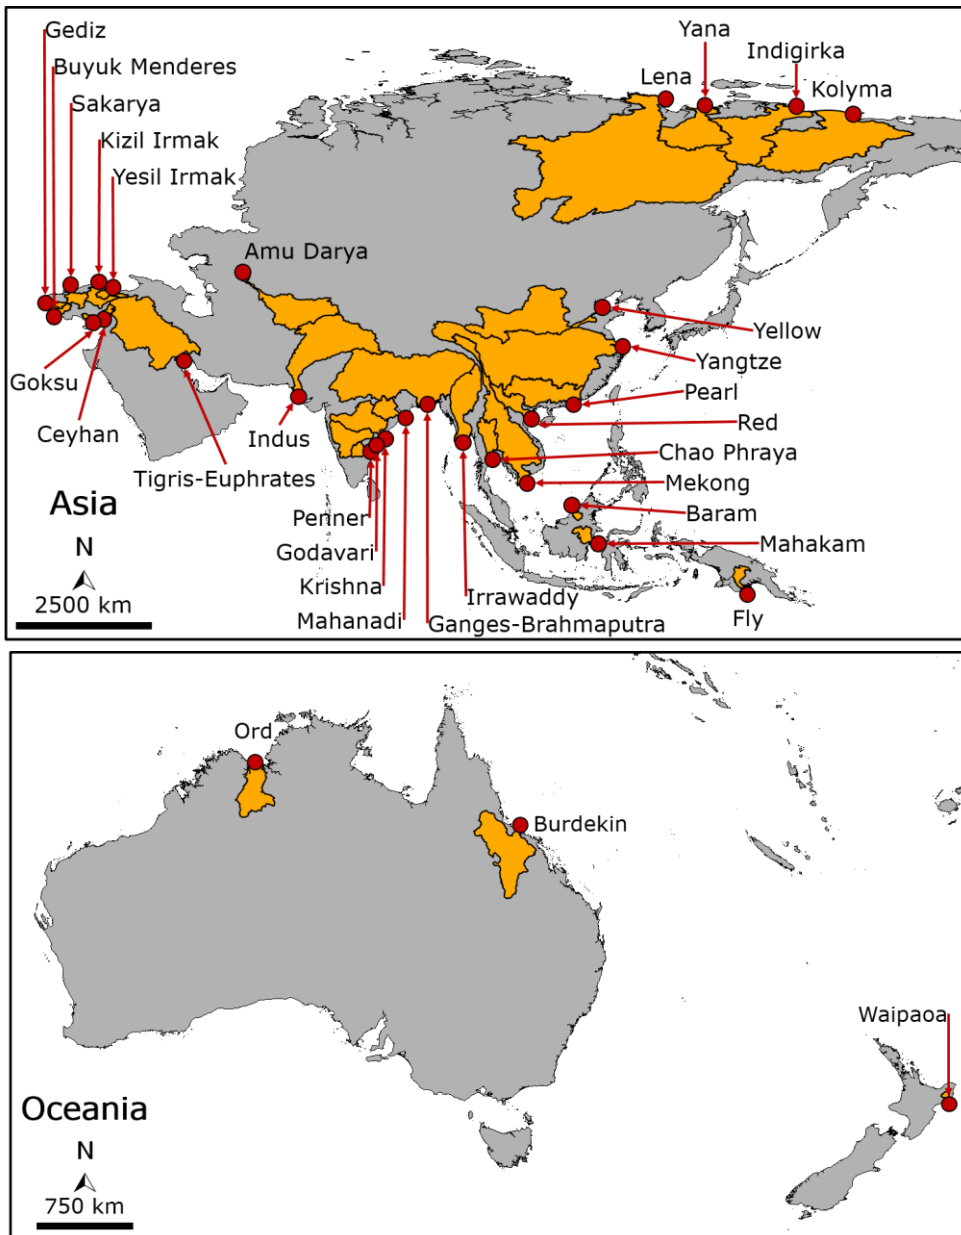 Gediz
Buyuk Menderes
Sakarya
Kizil Irmak
Yesil Irmak
Yana
Indigirka
Lena
Kolyma
Amu Darya
Yellow
Yangtze
Pearl
Red
Chao Phraya
Mekong
Baram
Mahakam
Goksu
Ceyhan
Indus
Tigris-Euphrates
Penner
Godavari
Krishna
Mahanadi
Irrawaddy
Ganges-Brahmaputra
Fly
Asia
N
2500 km
Ord
Burdekin
Waipaoa
Oceania
N
750 km